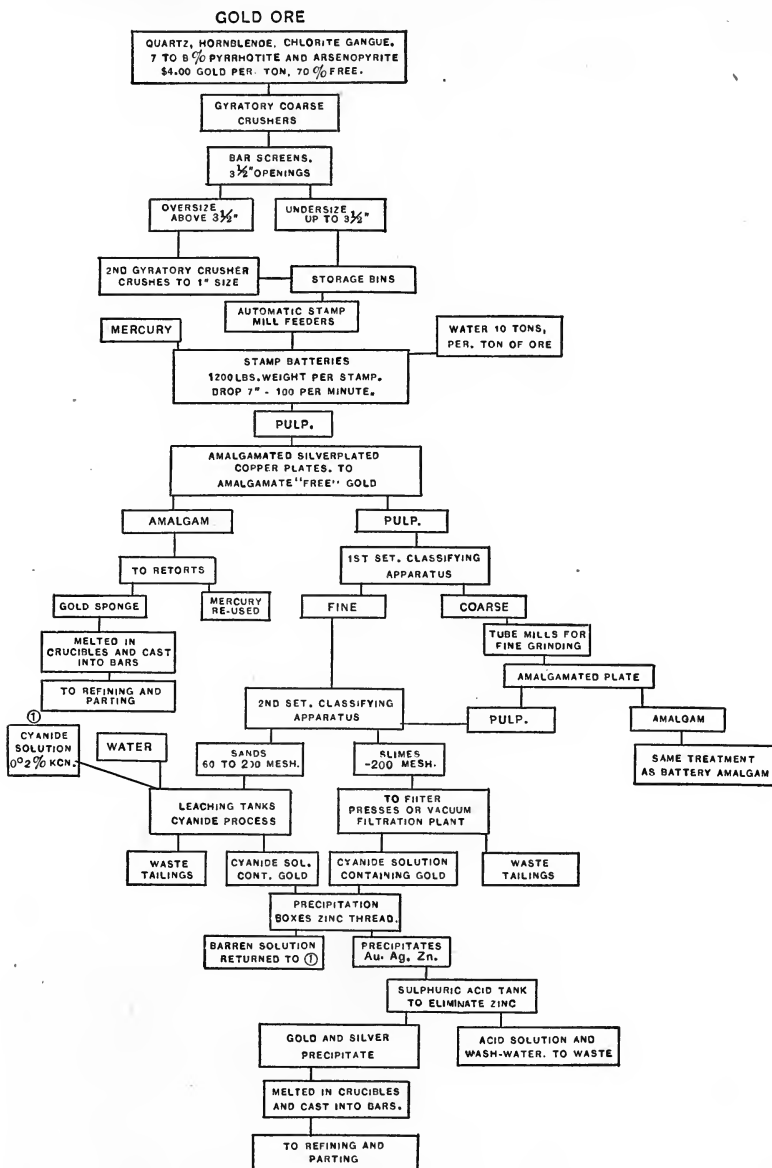 GOLD ORE
QUARTZ, HORNBLENDE, CHLORITE GANGUE.
7 TO 8% PYRRHOTITE AND ARSENOPYRITE
$4.00 GOLD PER. TON, 70% FREE.
GYRATORY COARSE
CRUSHERS
BAR SCREENS.
3½" OPENINGS
OVERSIZE
ABOVE 3½"
UNDERSIZE
UP TO 3½"
2ND GYRATORY CRUSHER
CRUSHES TO 1" SIZE
STORAGE BINS
AUTOMATIC STAMP
MILL FEEDERS
MERCURY
WATER 10 TONS,
PER. TON OF ORE
STAMP BATTERIES
1200 LBS. WEIGHT PER STAMP.
DROP 7" - 100 PER MINUTE.
PULP.
AMALGAMATED SILVERPLATED
COPPER PLATES. TO
AMALGAMATE "FREE" GOLD
AMALGAM
PULP.
TO RETORTS
1ST SET. CLASSIFYING
APPARATUS
GOLD SPONGE
MERCURY
RE-USED
FINE
COARSE
MELTED IN
CRUCIBLES AND CAST
INTO BARS
TUBE MILLS FOR
FINE GRINDING
TO REFINING AND
PARTING
AMALGAMATED PLATE
2ND SET. CLASSIFYING
APPARATUS
PULP.
AMALGAM
①
CYANIDE
SOLUTION
0°2% KCN.
WATER
SANDS
60 TO 200 MESH.
SLIMES
-200 MESH.
SAME TREATMENT
AS BATTERY AMALGAM
LEACHING TANKS
CYANIDE PROCESS
TO FIITER
PRESSES OR VACUUM
FILTRATION PLANT
WASTE
TAILINGS
CYANIDE SOL.
CONT. GOLD
CYANIDE SOLUTION
CONTAINING GOLD
WASTE
TAILINGS
PRECIPITATION
BOXES ZINC THREAD.
BARREN SOLUTION
RETURNED TO ①
PRECIPITATES
Au. Ag. Zn.
SULPHURIC ACID TANK
TO ELIMINATE ZINC
GOLD AND SILVER
PRECIPITATE
ACID SOLUTION AND
WASH-WATER. TO WASTE
MELTED IN CRUCIBLES
AND CAST INTO BARS.
TO REFINING AND
PARTING